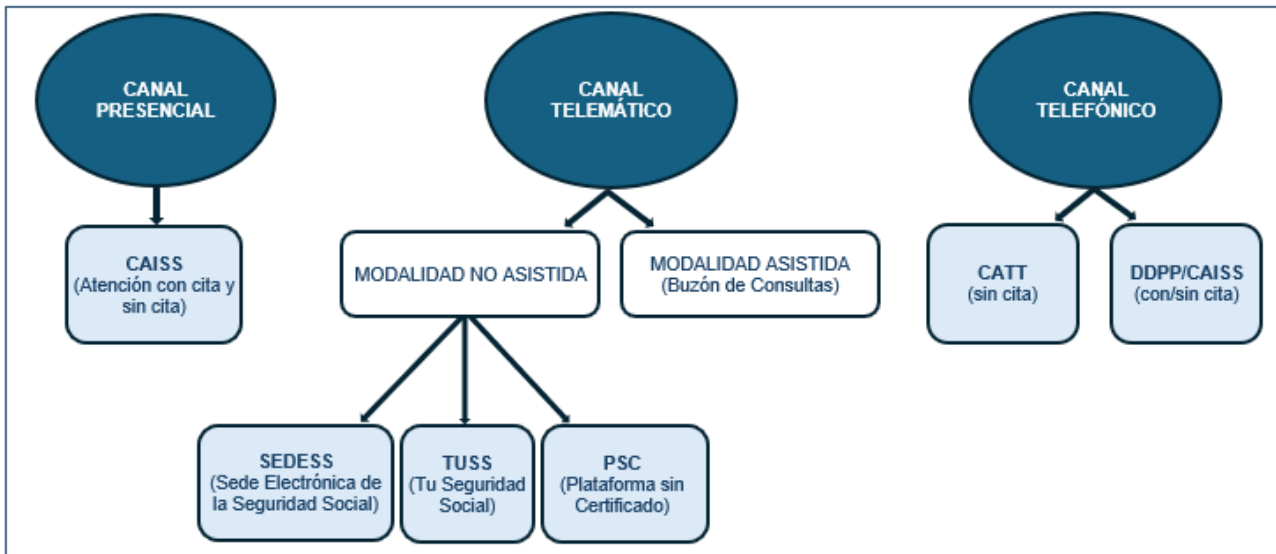 CANAL
PRESENCIAL
CANAL
TELEMÁTICO
CANAL
TELEFÓNICO
CAISS
(Atención con cita y
sin cita)
MODALIDAD NO ASISTIDA
MODALIDAD ASISTIDA
(Buzón de Consultas)
CATT
(sin cita)
DDPP/CAISS
(con/sin cita)
SEDESS
(Sede Electrónica de
la Seguridad Social)
TUSS
(Tu Seguridad
Social)
PSC
(Plataforma sin
Certificado)